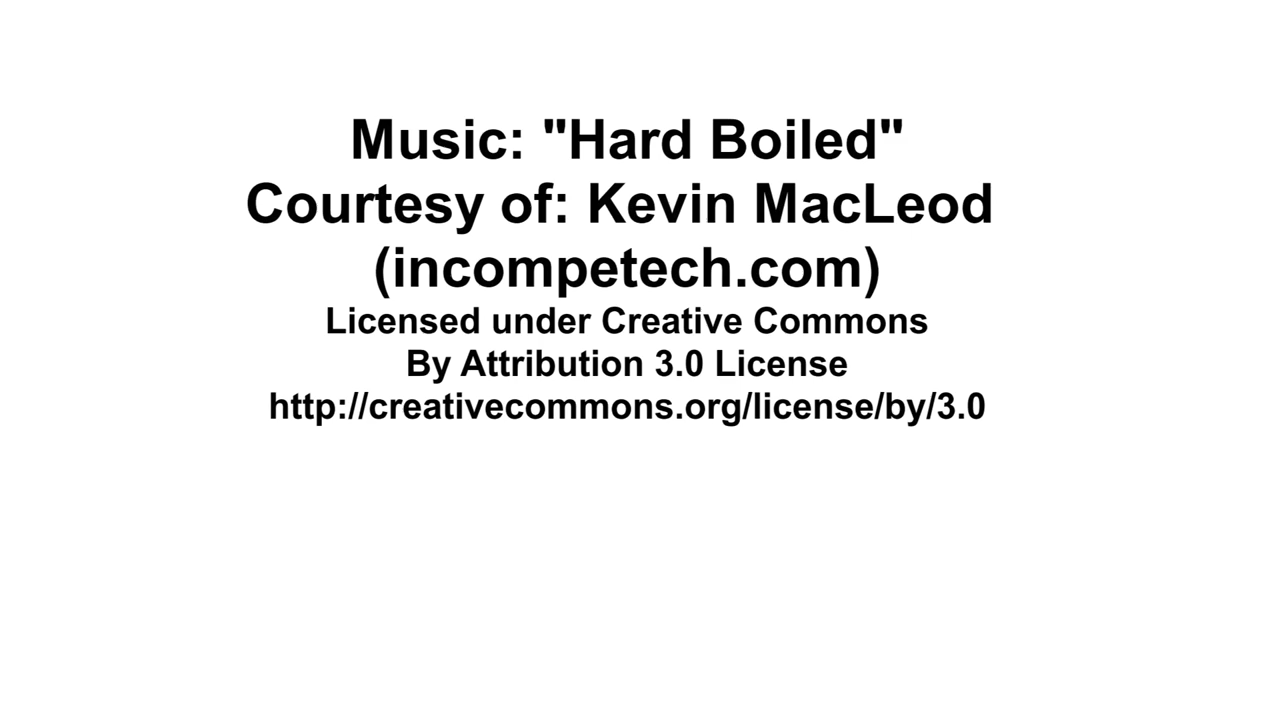 Music: "Hard Boiled"
Courtesy of: Kevin MacLeod
(incompetech.com)
Licensed under Creative Commons
By Attribution 3.0 License
http://creativecommons.org/license/by/3.0